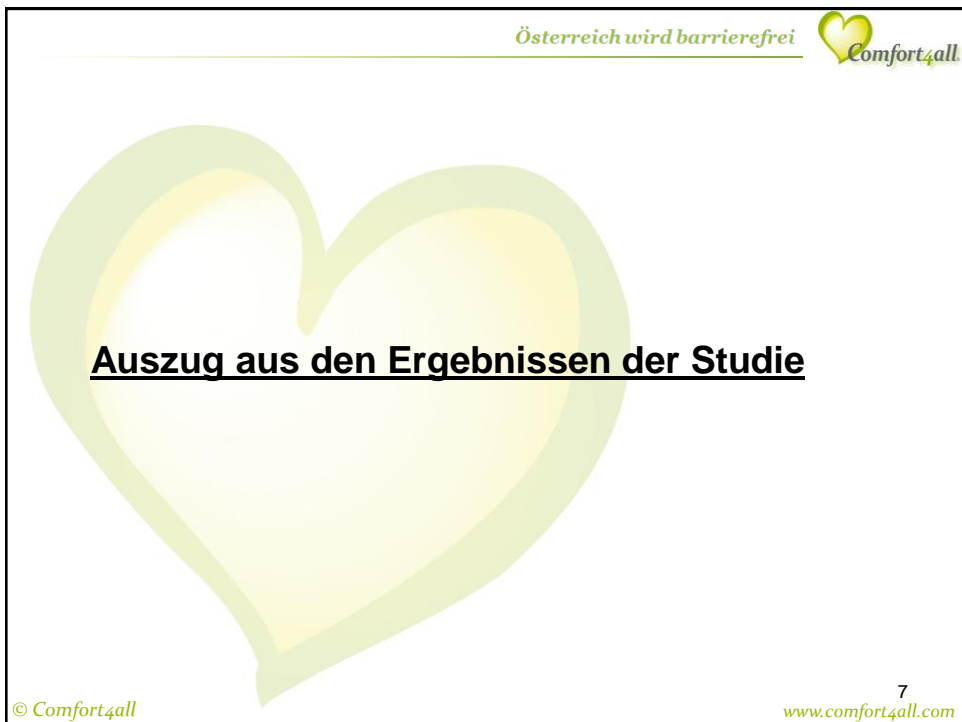 Österreich wird barrierefrei
Comfort4all
Auszug aus den Ergebnissen der Studie
7
© Comfort4all
www.comfort4all.com